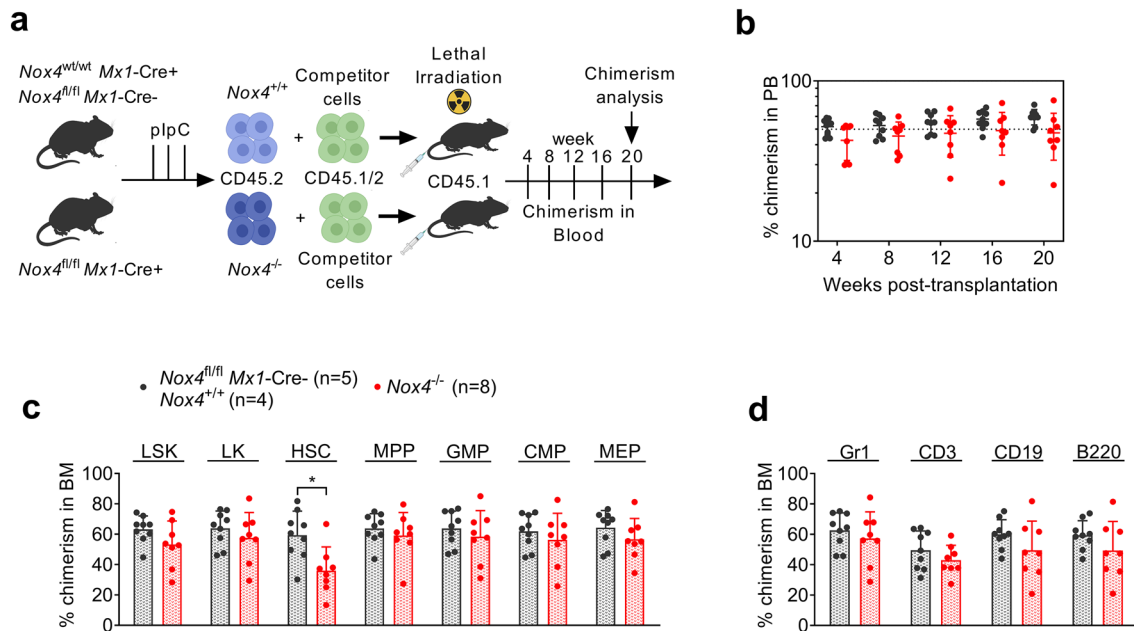 a
Nox4wt/wt Mx1-Cre+
Nox4fl/fl Mx1-Cre-
pIpC
Nox4fl/fl Mx1-Cre+
Nox4+/+
Competitor
cells
+
CD45.2
CD45.1/2
+
Nox4-/-
Competitor
cells
Lethal
Irradiation
CD45.1
Chimerism
analysis
week
4 8 12 16 20
Chimerism in
Blood
b
% chimerism in PB
100
10
4 8 12 16 20
Weeks post-transplantation
Nox4fl/fl Mx1-Cre- (n=5)
Nox4+/+ (n=4)
Nox4-/- (n=8)
c
LSK LK HSC MPP GMP CMP MEP
% chimerism in BM
100
80
60
40
20
0
*
d
Gr1 CD3 CD19 B220
% chimerism in BM
100
80
60
40
20
0